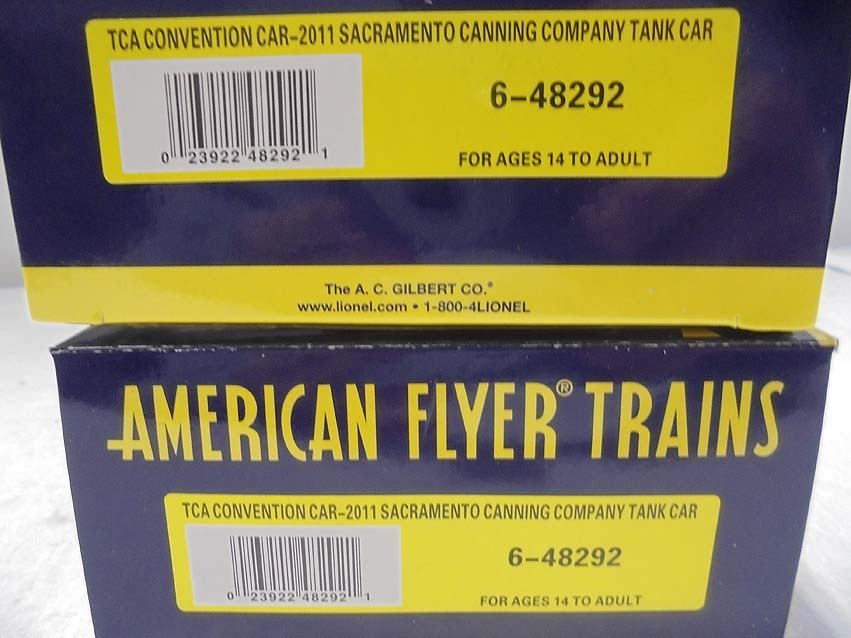 TCA CONVENTION CAR–2011 SACRAMENTO CANNING COMPANY TANK CAR
6–48292
0 23922 48292 1
FOR AGES 14 TO ADULT
The A. C. GILBERT CO.®
www.lionel.com • 1-800-4LIONEL
AMERICAN FLYER® TRAINS
TCA CONVENTION CAR–2011 SACRAMENTO CANNING COMPANY TANK CAR
6–48292
0 23922 48292 1
FOR AGES 14 TO ADULT